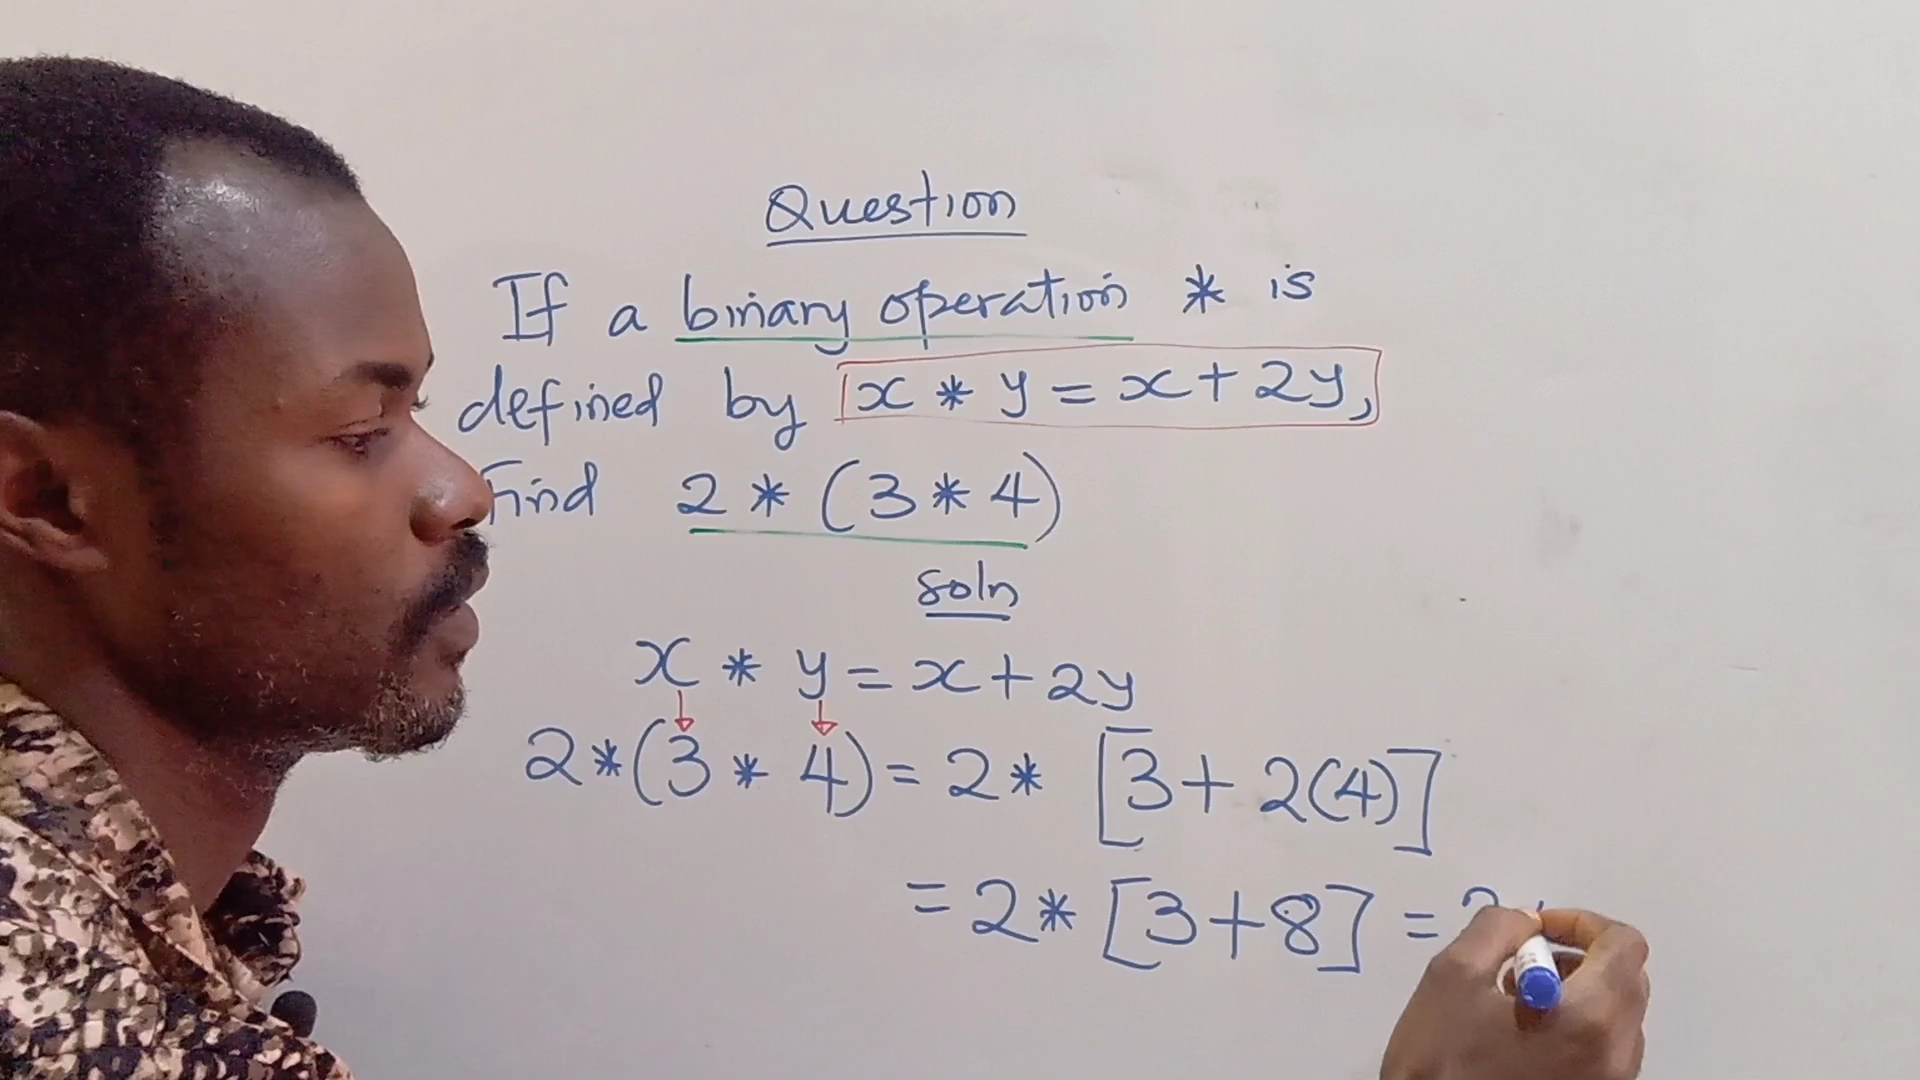 Question
If a binary operation * is
defined by x * y = x + 2y,
Find 2 * (3 * 4)
soln
x * y = x + 2y
2*(3 * 4) = 2 * [3 + 2(4)]
= 2 * [3 + 8] = 2